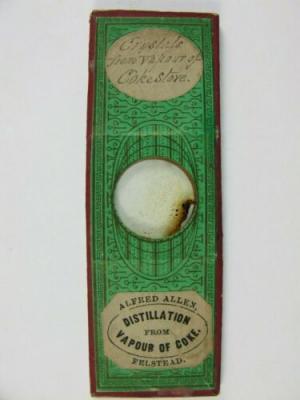 Crystals
from vapour of
Coke stove.
ALFRED ALLEN,
DISTILLATION
FROM
VAPOUR OF COKE.
FELSTEAD.